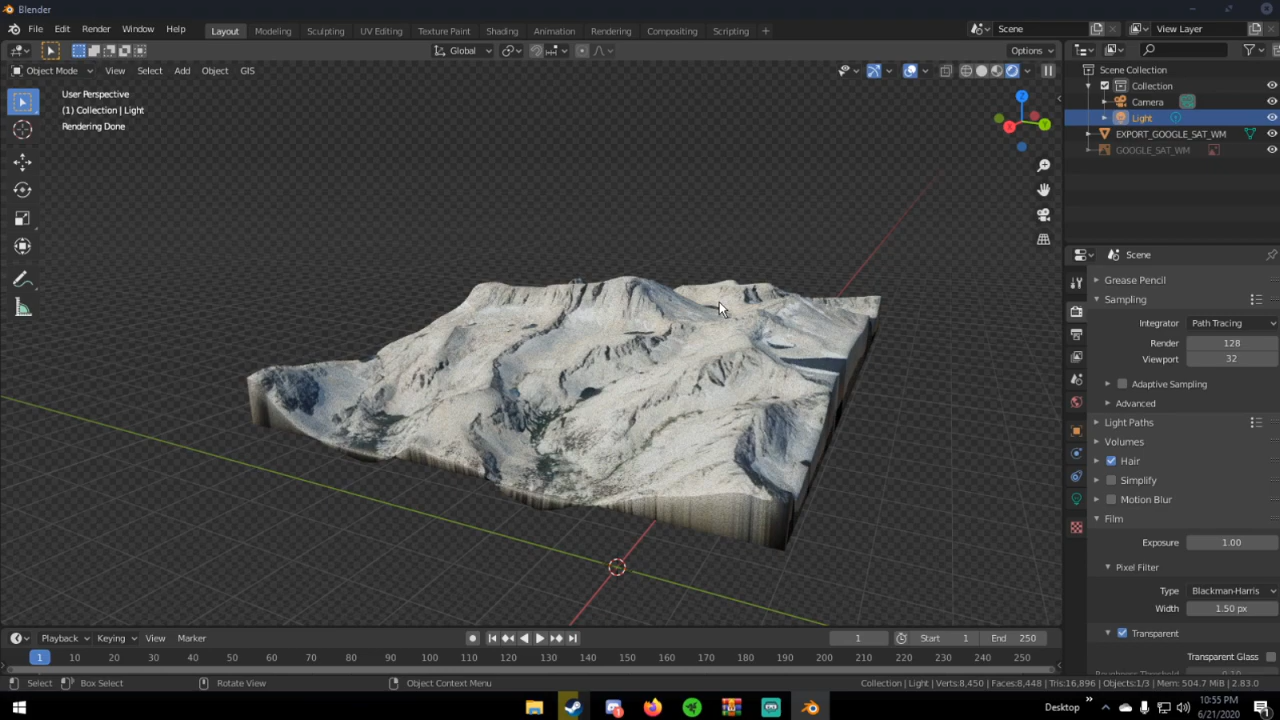 Blender
File Edit Render Window Help Layout Modeling Sculpting UV Editing Texture Paint Shading Animation Rendering Compositing Scripting + Scene View Layer
Global Options
Object Mode View Select Add Object GIS
User Perspective
(1) Collection | Light
Rendering Done
Z
X
Y
Scene Collection
Collection
Camera
Light
EXPORT_GOOGLE_SAT_WM
GOOGLE_SAT_WM
Scene
Grease Pencil
Sampling
Integrator Path Tracing
Render 128
Viewport 32
Adaptive Sampling
Advanced
Light Paths
Volumes
Hair
Simplify
Motion Blur
Film
Exposure 1.00
Pixel Filter
Type Blackman-Harris
Width 1.50 px
Transparent
Transparent Glass
Playback Keying View Marker 1 Start 1 End 250
1 10 20 30 40 50 60 70 80 90 100 110 120 130 140 150 160 170 180 190 200 210 220 230 240 250
Select Box Select Rotate View Object Context Menu Collection | Light | Verts:8,450 | Faces:8,448 | Tris:16,896 | Objects:1/3 | Mem: 504.7 MiB | 2.83.0
Desktop 10:55 PM
6/21/2020